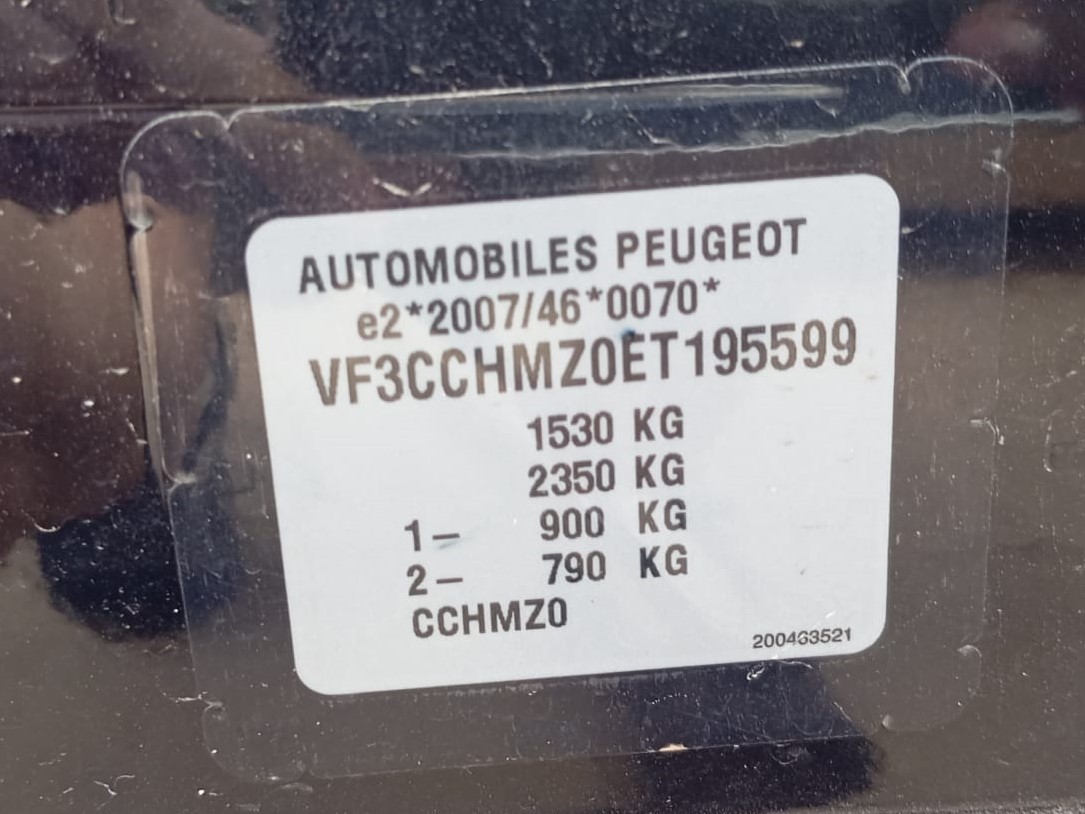 AUTOMOBILES PEUGEOT
e2*2007/46*0070*
VF3CCHMZ0ET195599
1530 KG
2350 KG
1- 900 KG
2- 790 KG
CCHMZ0
200463521